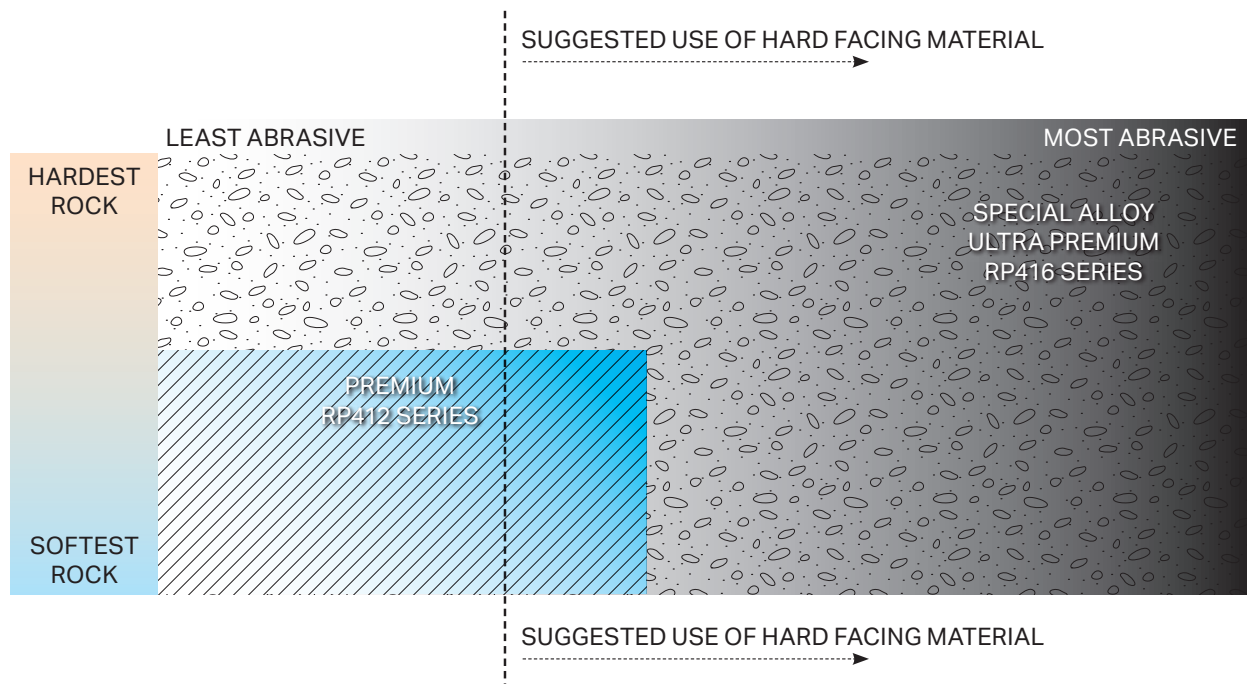 SUGGESTED USE OF HARD FACING MATERIAL
LEAST ABRASIVE
MOST ABRASIVE
HARDEST
ROCK
SPECIAL ALLOY
ULTRA PREMIUM
RP416 SERIES
PREMIUM
RP412 SERIES
SOFTEST
ROCK
SUGGESTED USE OF HARD FACING MATERIAL